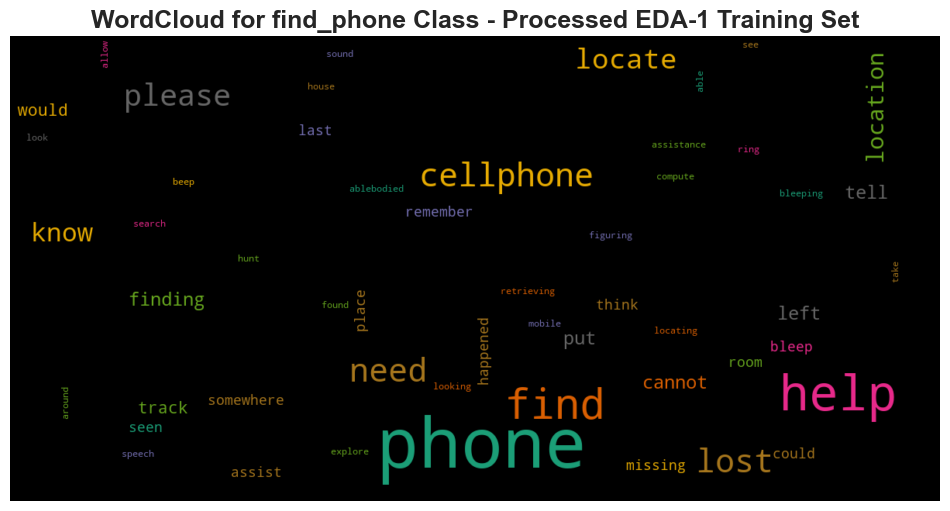 WordCloud for find_phone Class - Processed EDA-1 Training Set
allow
sound
see
locate
location
able
house
please
would
look
last
assistance
ring
cellphone
compute
beep
ablebodied
bleeping
tell
remember
search
know
figuring
hunt
take
retrieving
finding
found
place
think
mobile
locating
left
put
happened
bleep
room
need
looking
cannot
help
find
around
somewhere
track
seen
phone
speech
explore
assist
missing
lost
could